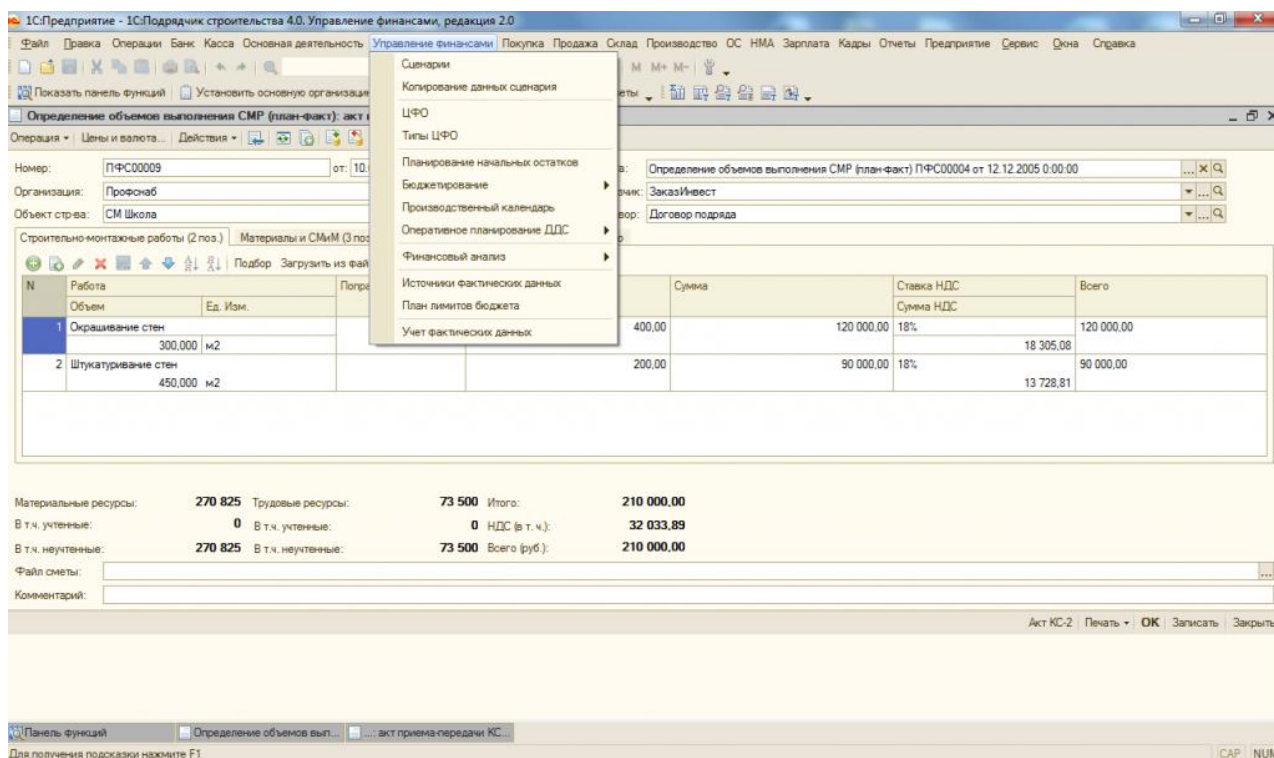 1С:Предприятие - 1С:Подрядчик строительства 4.0. Управление финансами, редакция 2.0
Файл Правка Операции Банк Касса Основная деятельность Управление финансами Покупка Продажа Склад Производство ОС НМА Зарплата Кадры Отчеты Предприятие Сервис Окна Справка
M M+ M-
Показать панель функций Установить основную
Определение объемов выполнения СМР (план-факт): акт
Операция Цены и валюта... Действия
Сценарии
Копирование данных сценария
ЦФО
Типы ЦФО
Планирование начальных остатков
Бюджетирование
Производственный календарь
Оперативное планирование ДДС
Финансовый анализ
Источники фактических данных
План лимитов бюджета
Учет фактических данных
Номер: ПФС00009 от: 10. Определение объемов выполнения СМР (план-факт) ПФС00004 от 12.12.2005 0:00:00
Организация: Профснаб ЗаказИнвест
Объект стр-ва: СМ Школа Договор подряда
Строительно-монтажные работы (2 поз.) Материалы и СМиМ (3 поз
Подбор Загрузить из фай
N Работа Попра Сумма Ставка НДС Всего
Объем Ед. Изм. Сумма НДС
1 Окрашивание стен 400,00 120 000,00 18% 120 000,00
300,000 м2 18 305,08
2 Штукатуривание стен 200,00 90 000,00 18% 90 000,00
450,000 м2 13 728,81
Материальные ресурсы: 270 825 Трудовые ресурсы: 73 500 Итого: 210 000,00
В т.ч. учтенные: 0 В т.ч. учтенные: 0 НДС (в т. ч.): 32 033,89
В т.ч. неучтенные: 270 825 В т.ч. неучтенные: 73 500 Всего (руб.): 210 000,00
Файл сметы:
Комментарий:
Акт КС-2 Печать OK Записать Закрыть
Панель функций Определение объемов вып... ...: акт приема-передачи КС...
Для получения подсказки нажмите F1 CAP NUM